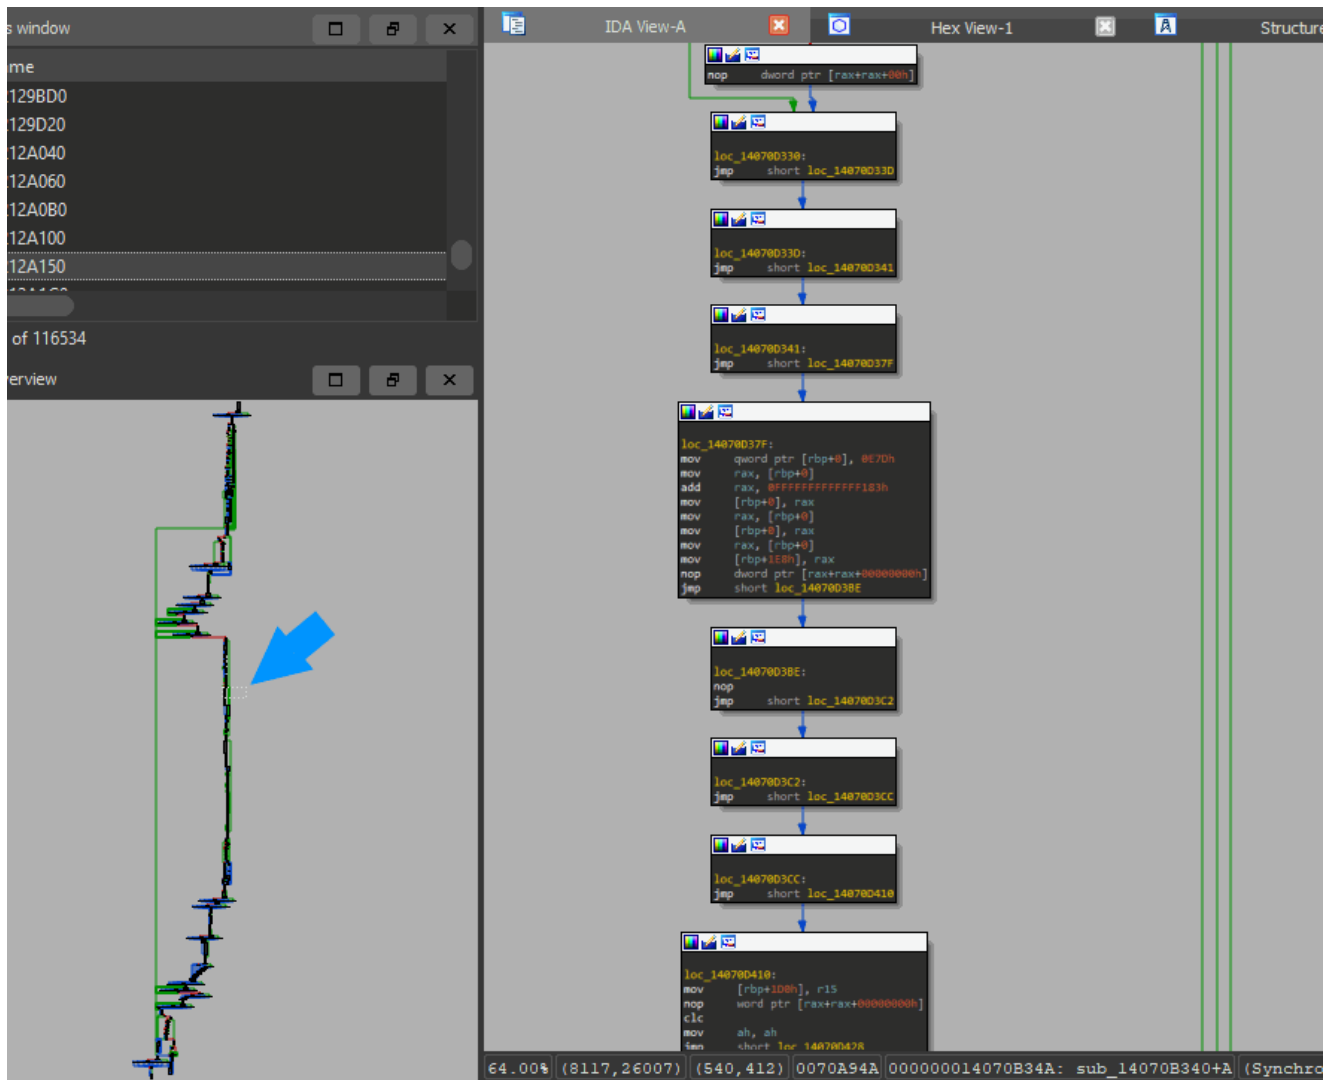 s window
IDA View-A
Hex View-1
Structure
ame
:129BD0
:129D20
:12A040
:12A060
:12A0B0
:12A100
:12A150
of 116534
verview
nop dword ptr [rax+rax+00h]
loc_14070D330:
jmp short loc_14070D33D
loc_14070D33D:
jmp short loc_14070D341
loc_14070D341:
jmp short loc_14070D37F
loc_14070D37F:
mov qword ptr [rbp+0], 0E7Dh
mov rax, [rbp+0]
add rax, 0FFFFFFFFFFFFF183h
mov [rbp+0], rax
mov rax, [rbp+0]
mov [rbp+0], rax
mov rax, [rbp+0]
mov [rbp+1E8h], rax
nop dword ptr [rax+rax+00000000h]
jmp short loc_14070D3BE
loc_14070D3BE:
nop
jmp short loc_14070D3C2
loc_14070D3C2:
jmp short loc_14070D3CC
loc_14070D3CC:
jmp short loc_14070D410
loc_14070D410:
mov [rbp+1D0h], r15
nop word ptr [rax+rax+00000000h]
clc
mov ah, ah
jmp short loc_14070D428
64.00% (8117,26007) (540,412) 0070A94A 000000014070B34A: sub_14070B340+A (Synchro